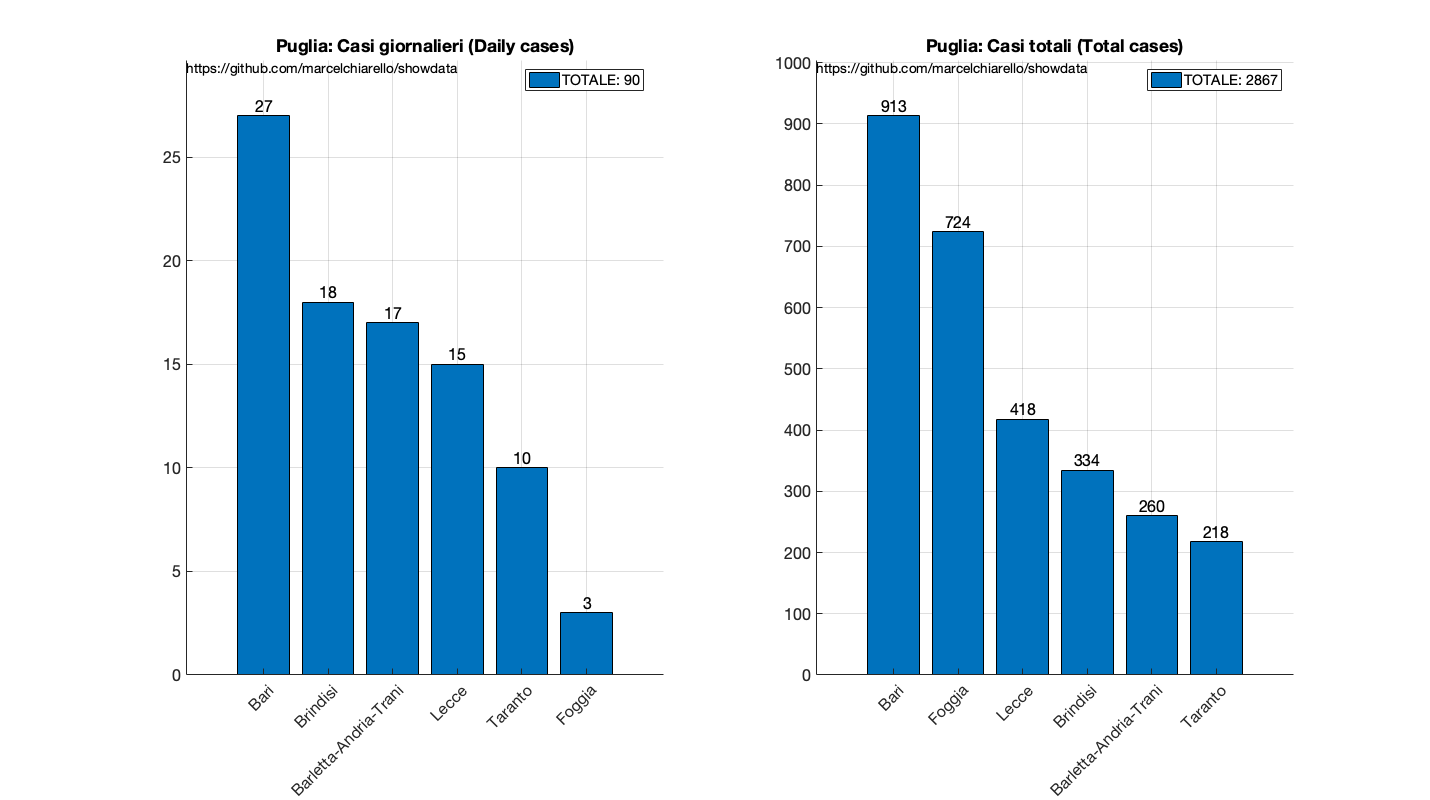 Puglia: Casi giornalieri (Daily cases)
https://github.com/marcelchiarello/showdata
TOTALE: 90
27
18
17
15
10
3
25
20
15
10
5
0
Bari
Brindisi
Barletta-Andria-Trani
Lecce
Taranto
Foggia
Puglia: Casi totali (Total cases)
https://github.com/marcelchiarello/showdata
TOTALE: 2867
913
724
418
334
260
218
1000
900
800
700
600
500
400
300
200
100
0
Bari
Foggia
Lecce
Brindisi
Barletta-Andria-Trani
Taranto